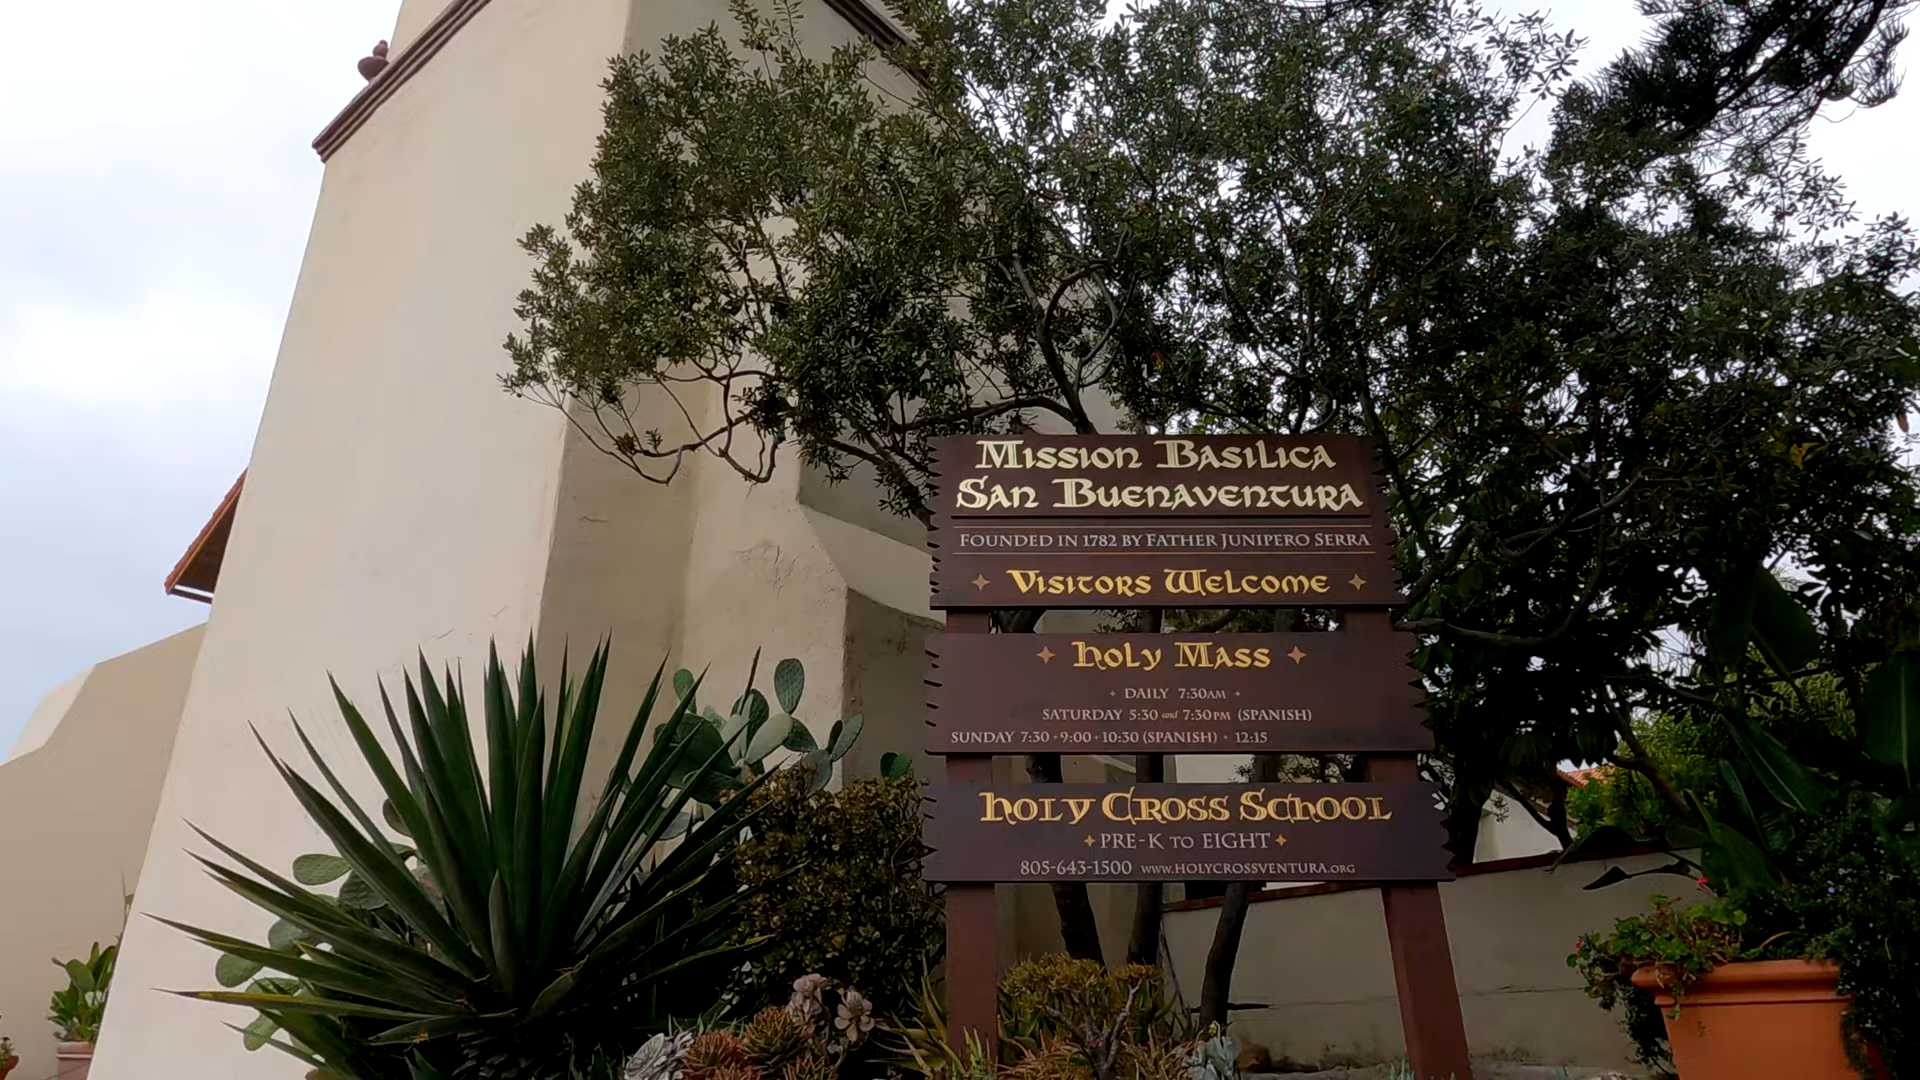 Mission Basilica
San Buenaventura
FOUNDED IN 1782 BY FATHER JUNIPERO SERRA
Visitors Welcome
holy Mass
DAILY 7:30AM
SATURDAY 5:30 and 7:30PM (SPANISH)
SUNDAY 7:30 • 9:00 • 10:30 (SPANISH) • 12:15
holy Cross School
PRE-K TO EIGHT
805-643-1500 WWW.HOLYCROSSVENTURA.ORG